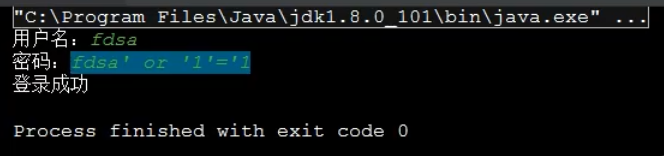 "C:\Program Files\Java\jdk1.8.0_101\bin\java.exe" ...
用户名：fdsa
密码：fdsa' or '1'='1
登录成功
Process finished with exit code 0